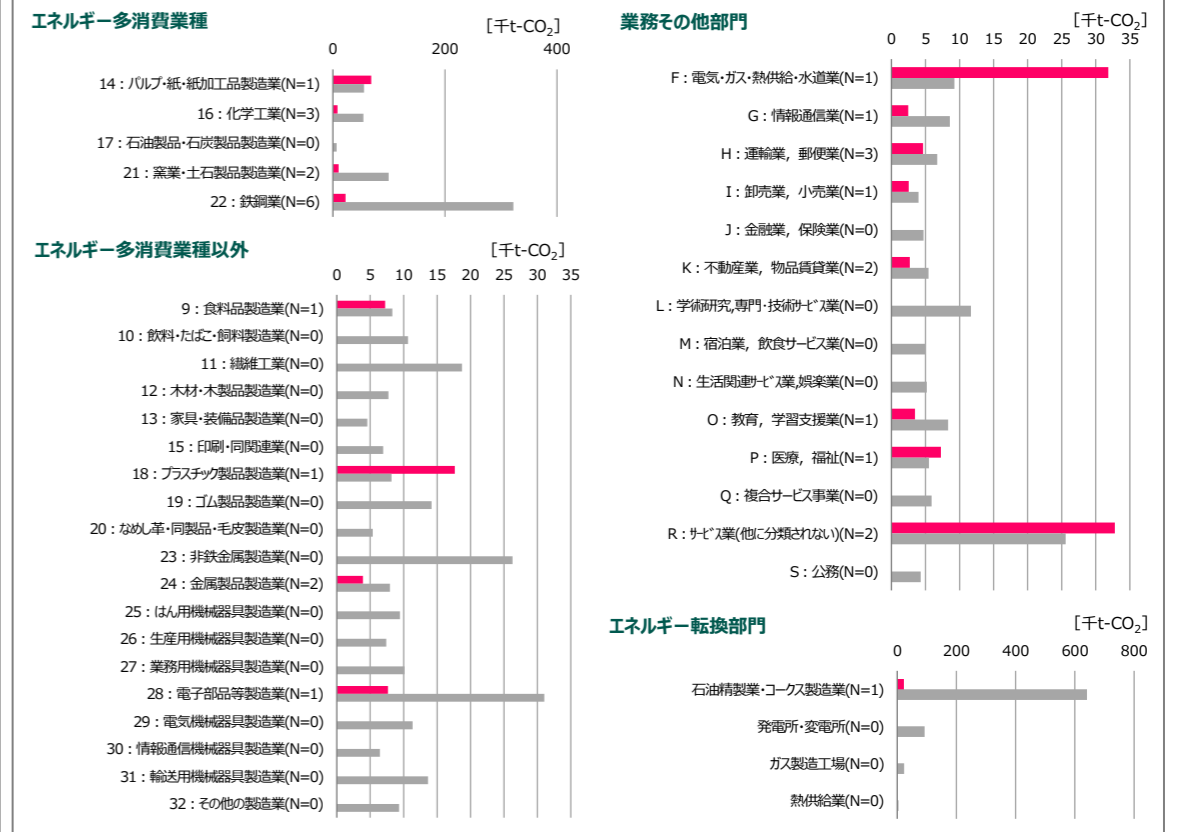 エネルギー多消費業種
[千t-CO2]
0 200 400
14:パルプ・紙・紙加工品製造業(N=1)
16:化学工業(N=3)
17:石油製品・石炭製品製造業(N=0)
21:窯業・土石製品製造業(N=2)
22:鉄鋼業(N=6)
エネルギー多消費業種以外
[千t-CO2]
0 5 10 15 20 25 30 35
9:食料品製造業(N=1)
10:飲料・たばこ・飼料製造業(N=0)
11:繊維工業(N=0)
12:木材・木製品製造業(N=0)
13:家具・装備品製造業(N=0)
15:印刷・同関連業(N=0)
18:プラスチック製品製造業(N=1)
19:ゴム製品製造業(N=0)
20:なめし革・同製品・毛皮製造業(N=0)
23:非鉄金属製造業(N=0)
24:金属製品製造業(N=2)
25:はん用機械器具製造業(N=0)
26:生産用機械器具製造業(N=0)
27:業務用機械器具製造業(N=0)
28:電子部品等製造業(N=1)
29:電気機械器具製造業(N=0)
30:情報通信機械器具製造業(N=0)
31:輸送用機械器具製造業(N=0)
32:その他の製造業(N=0)
業務その他部門
[千t-CO2]
0 5 10 15 20 25 30 35
F:電気・ガス・熱供給・水道業(N=1)
G:情報通信業(N=1)
H:運輸業，郵便業(N=3)
I:卸売業，小売業(N=1)
J:金融業，保険業(N=0)
K:不動産業，物品賃貸業(N=2)
L:学術研究,専門・技術サービス業(N=0)
M:宿泊業，飲食サービス業(N=0)
N:生活関連サービス業,娯楽業(N=0)
O:教育，学習支援業(N=1)
P:医療，福祉(N=1)
Q:複合サービス事業(N=0)
R:サービス業(他に分類されない)(N=2)
S:公務(N=0)
エネルギー転換部門
[千t-CO2]
0 200 400 600 800
石油精製業・コークス製造業(N=1)
発電所・変電所(N=0)
ガス製造工場(N=0)
熱供給業(N=0)